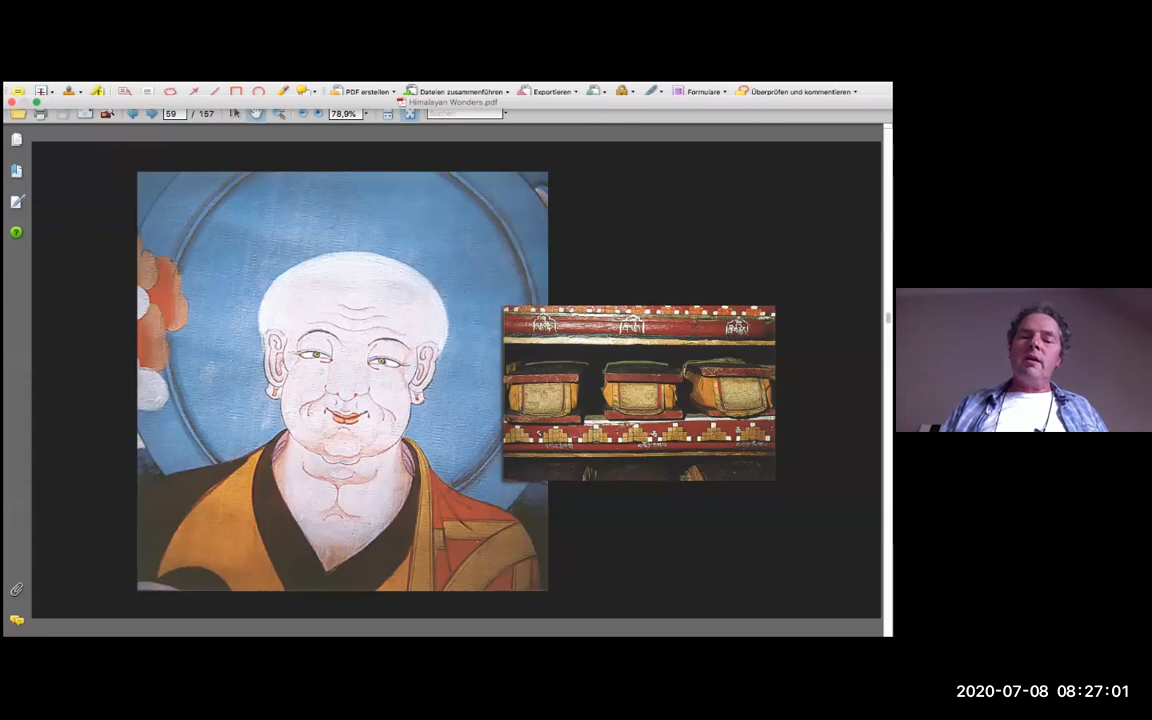 PDF erstellen Dateien zusammenführen Exportieren Formulare Überprüfen und kommentieren
Himalayan Wonders.pdf
59 / 157 78,9% Suchen
2020-07-08 08:27:01